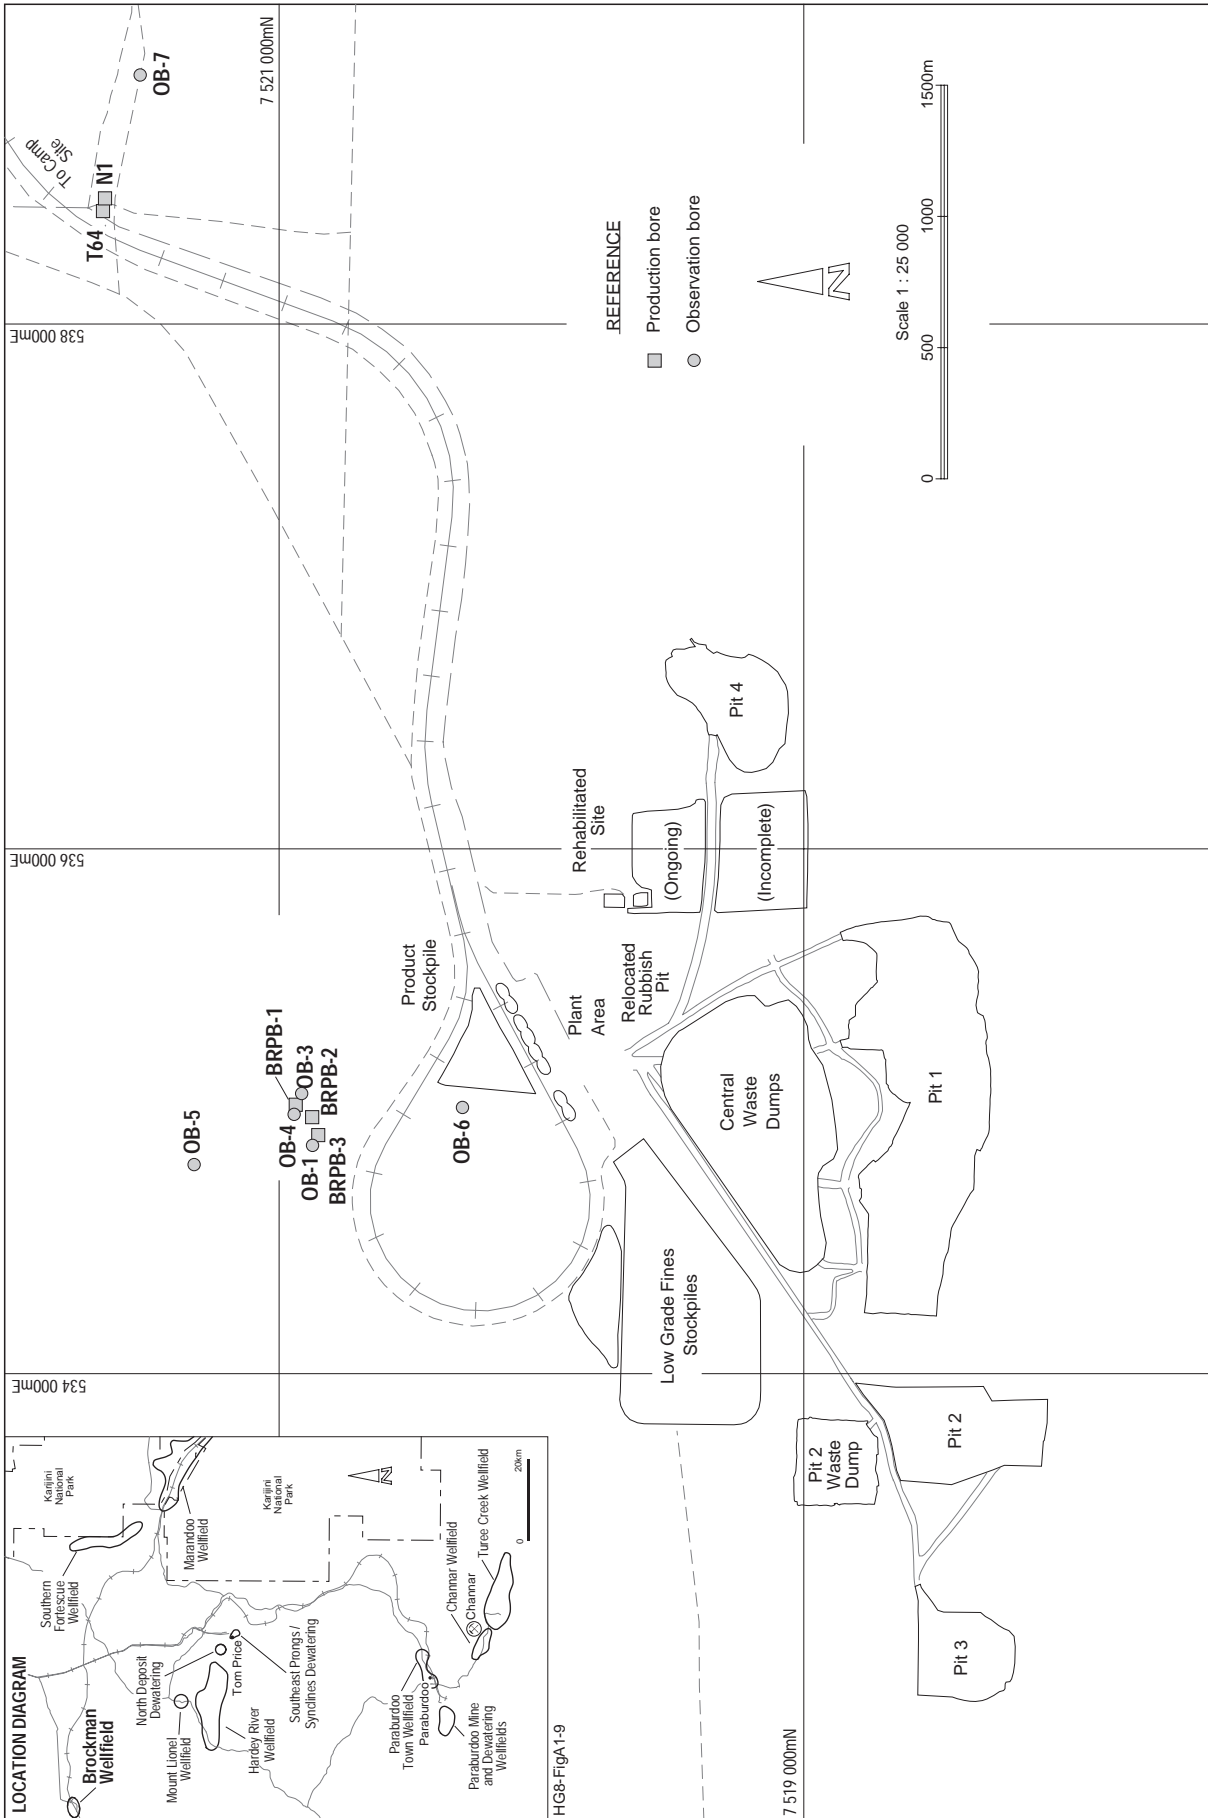 LOCATION DIAGRAM
Brockman
Wellfield
Southern
Fortescue
Wellfield
Karijini
National
Park
Marandoo
Wellfield
Karijini
National
Park
North Deposit
Dewatering
Mount Lionel
Wellfield
Tom Price
Hardey River
Wellfield
Southeast Prongs /
Synclines Dewatering
Paraburdoo
Town Wellfield
Paraburdoo
Paraburdoo Mine
and Dewatering
Wellfields
Channar Wellfield
Channar
Turee Creek Wellfield
N
0 20km
HG8-FigA1-9
534 000mE
536 000mE
538 000mE
7 521 000mN
7 519 000mN
To Camp
Site
T64
N1
OB-7
OB-5
BRPB-1
OB-4
OB-3
OB-1
BRPB-2
BRPB-3
OB-6
Product
Stockpile
Plant
Area
Relocated
Rubbish
Pit
Rehabilitated
Site
(Ongoing)
(Incomplete)
Pit 4
Low Grade Fines
Stockpiles
Central
Waste
Dumps
Pit 1
Pit 2
Waste
Dump
Pit 2
Pit 3
REFERENCE
Production bore
Observation bore
N
Scale 1 : 25 000
0 500 1000 1500m